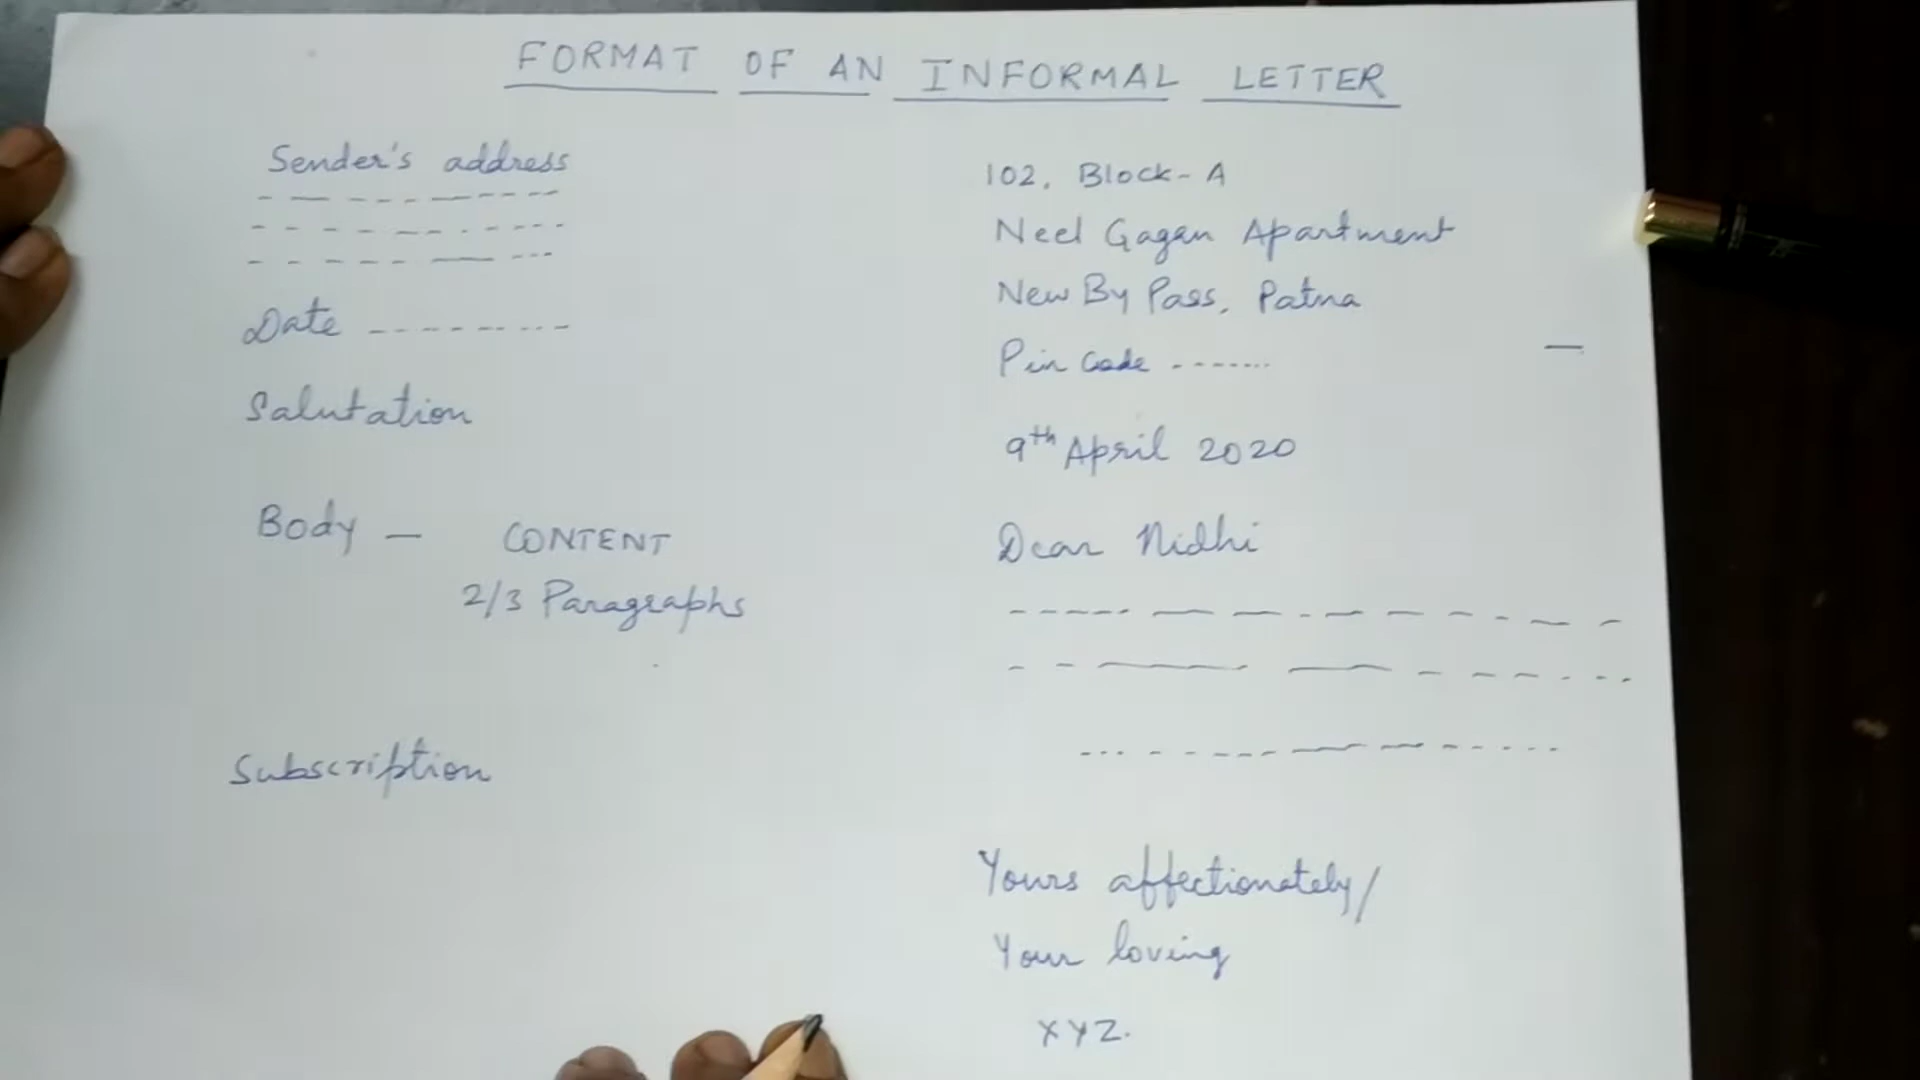 FORMAT OF AN INFORMAL LETTER
Sender's address
Date
Salutation
Body - CONTENT
2/3 Paragraphs
Subscription
102, Block-A
Neel Gagan Apartment
New By Pass, Patna
Pin Code
9th April 2020
Dear Nidhi
Yours affectionately/
Your loving
XYZ.